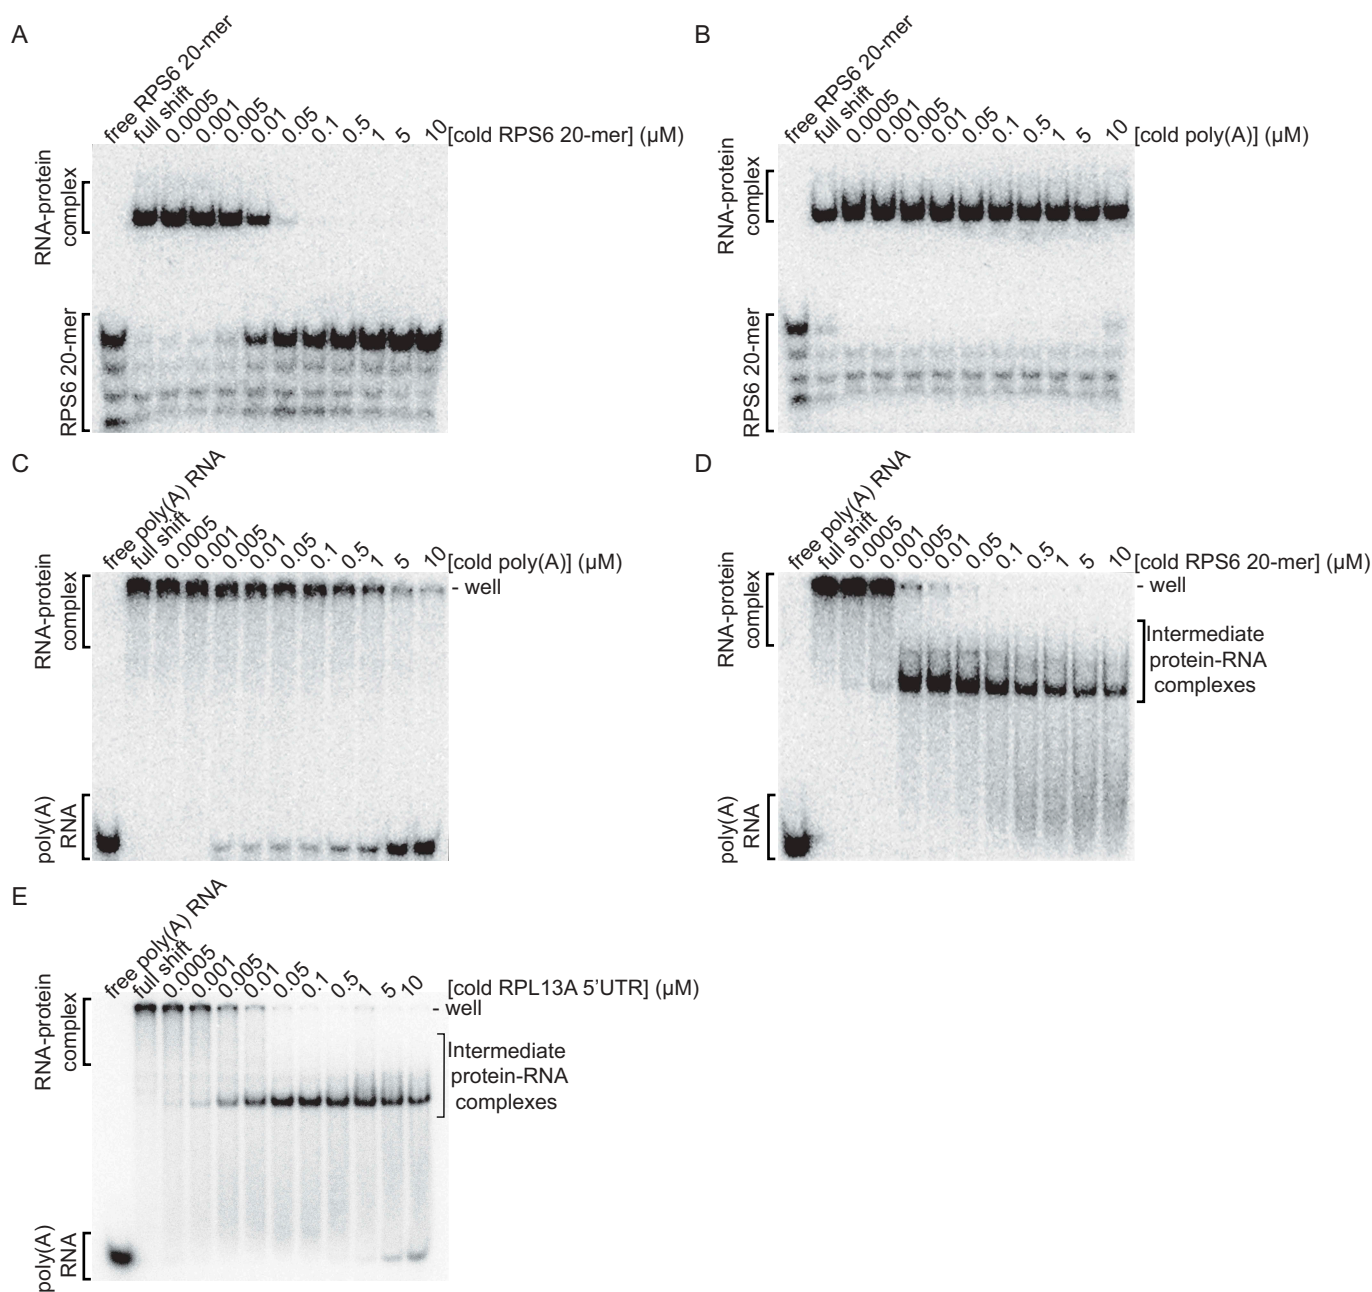 A
free RPS6 20-mer
full shift
0.0005
0.001
0.005
0.01
0.05
0.1
0.5
1
5
10
[cold RPS6 20-mer] (µM)
RNA-protein
complex
RPS6 20-mer
B
free RPS6 20-mer
full shift
0.0005
0.001
0.005
0.01
0.05
0.1
0.5
1
5
10
[cold poly(A)] (µM)
RNA-protein
complex
RPS6 20-mer
C
free poly(A) RNA
full shift
0.0005
0.001
0.005
0.01
0.05
0.1
0.5
1
5
10
[cold poly(A)] (µM)
- well
RNA-protein
complex
poly(A)
RNA
D
free poly(A) RNA
full shift
0.0005
0.001
0.005
0.01
0.05
0.1
0.5
1
5
10
[cold RPS6 20-mer] (µM)
- well
RNA-protein
complex
Intermediate
protein-RNA
complexes
poly(A)
RNA
E
free poly(A) RNA
full shift
0.0005
0.001
0.005
0.01
0.05
0.1
0.5
1
5
10
[cold RPL13A 5'UTR] (µM)
- well
RNA-protein
complex
Intermediate
protein-RNA
complexes
poly(A)
RNA